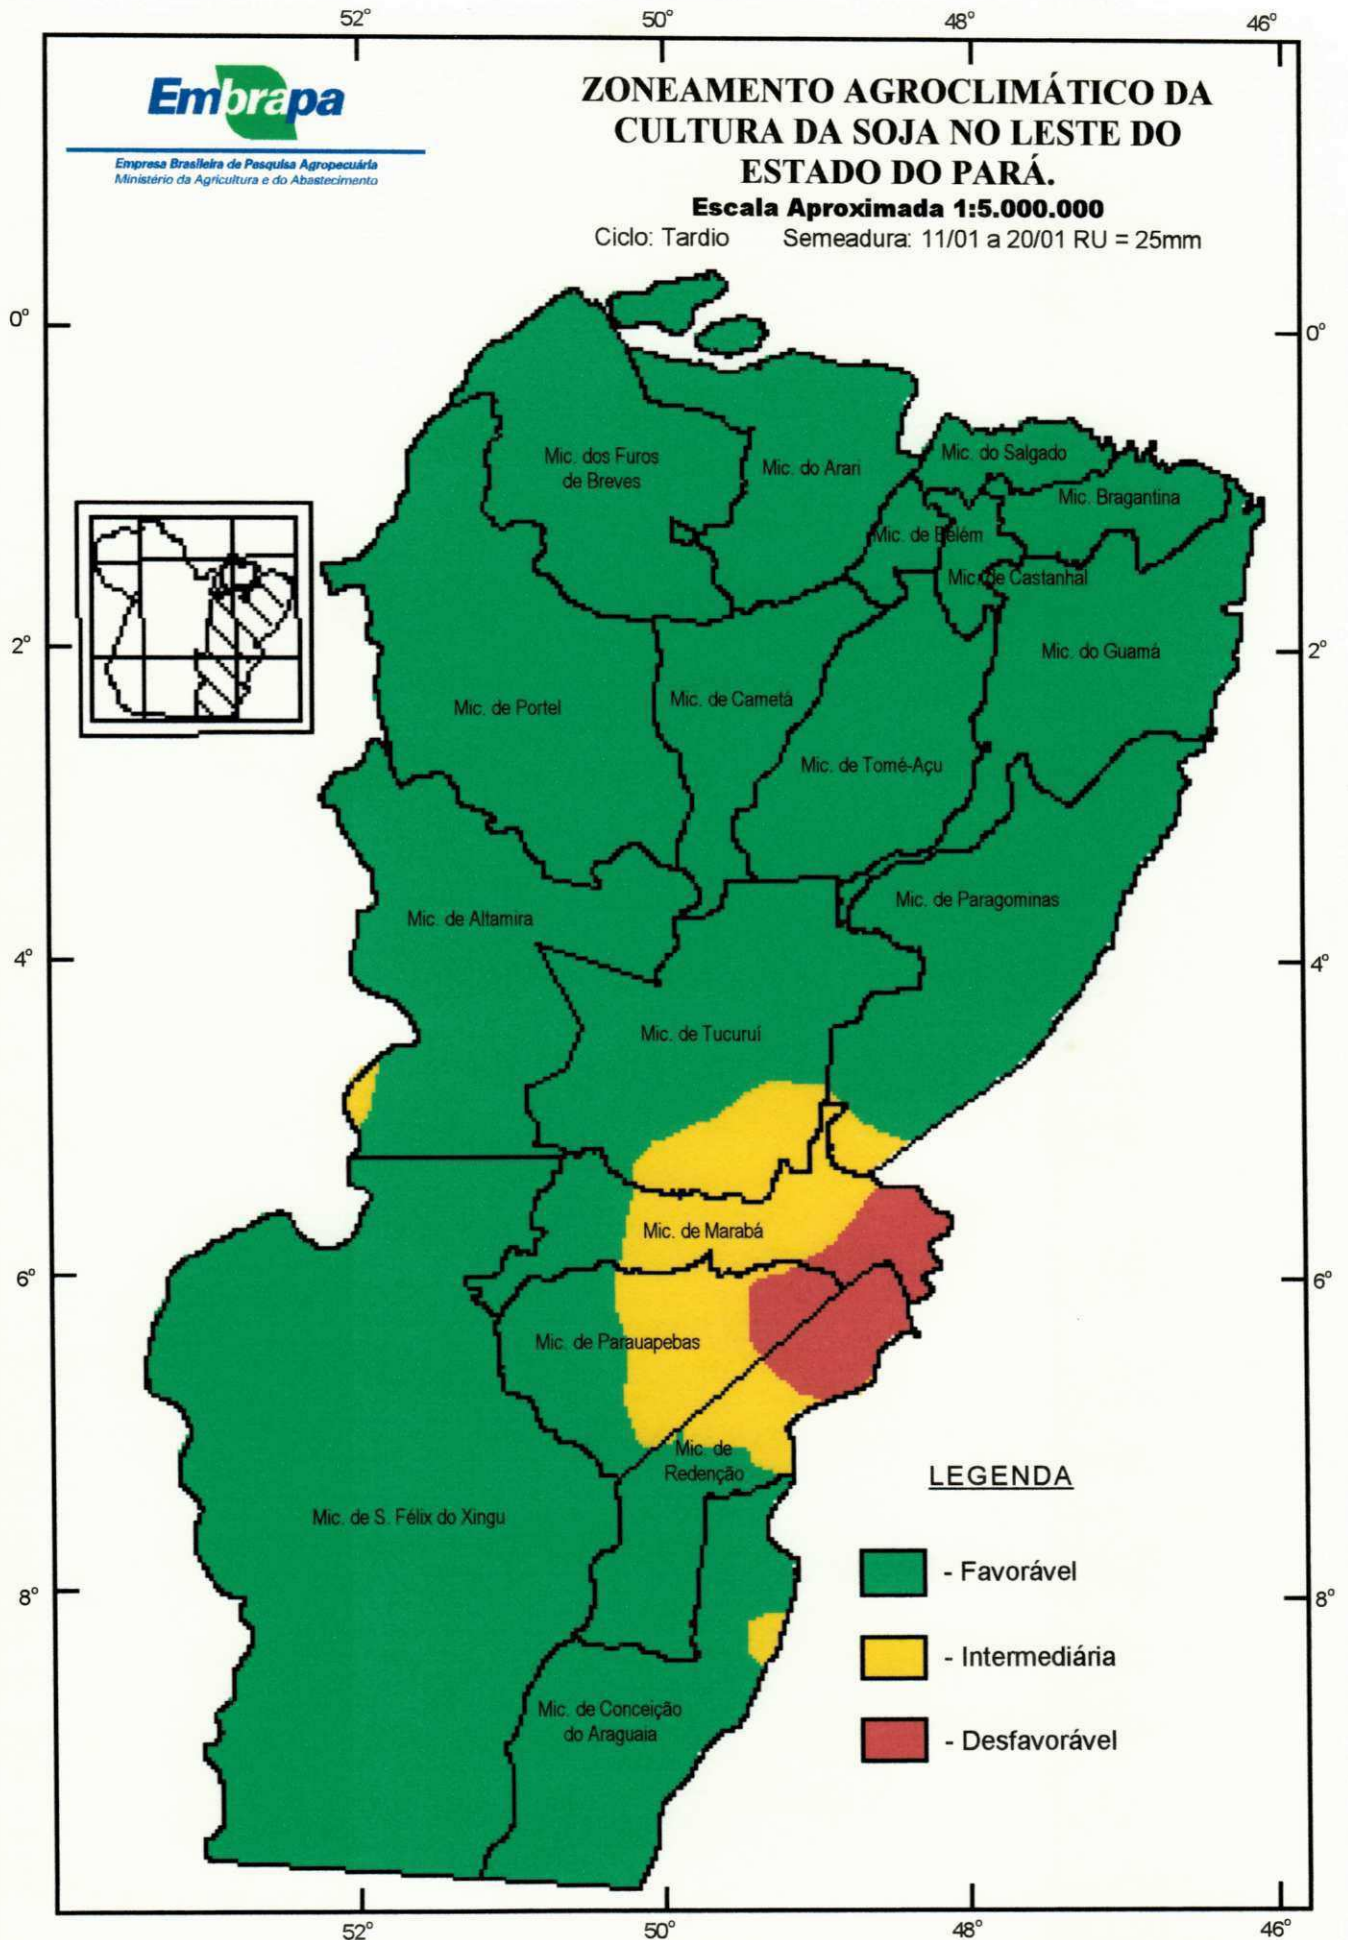 52°
50°
48°
46°
Embrapa
Empresa Brasileira de Pesquisa Agropecuária
Ministério da Agricultura e do Abastecimento
ZONEAMENTO AGROCLIMÁTICO DA
CULTURA DA SOJA NO LESTE DO
ESTADO DO PARÁ.
Escala Aproximada 1:5.000.000
Ciclo: Tardio Semeadura: 11/01 a 20/01 RU = 25mm
0°
0°
Mic. dos Furos
de Breves
Mic. do Arari
Mic. do Salgado
Mic. Bragantina
Mic. de Belém
Mic. de Castanhal
2°
2°
Mic. do Guamá
Mic. de Portel
Mic. de Cametá
Mic. de Tomé-Açu
Mic. de Altamira
Mic. de Paragominas
4°
4°
Mic. de Tucuruí
Mic. de Marabá
6°
6°
Mic. de Parauapebas
Mic. de
Redenção
Mic. de S. Félix do Xingu
LEGENDA
- Favorável
8°
8°
- Intermediária
Mic. de Conceição
do Araguaia
- Desfavorável
52°
50°
48°
46°